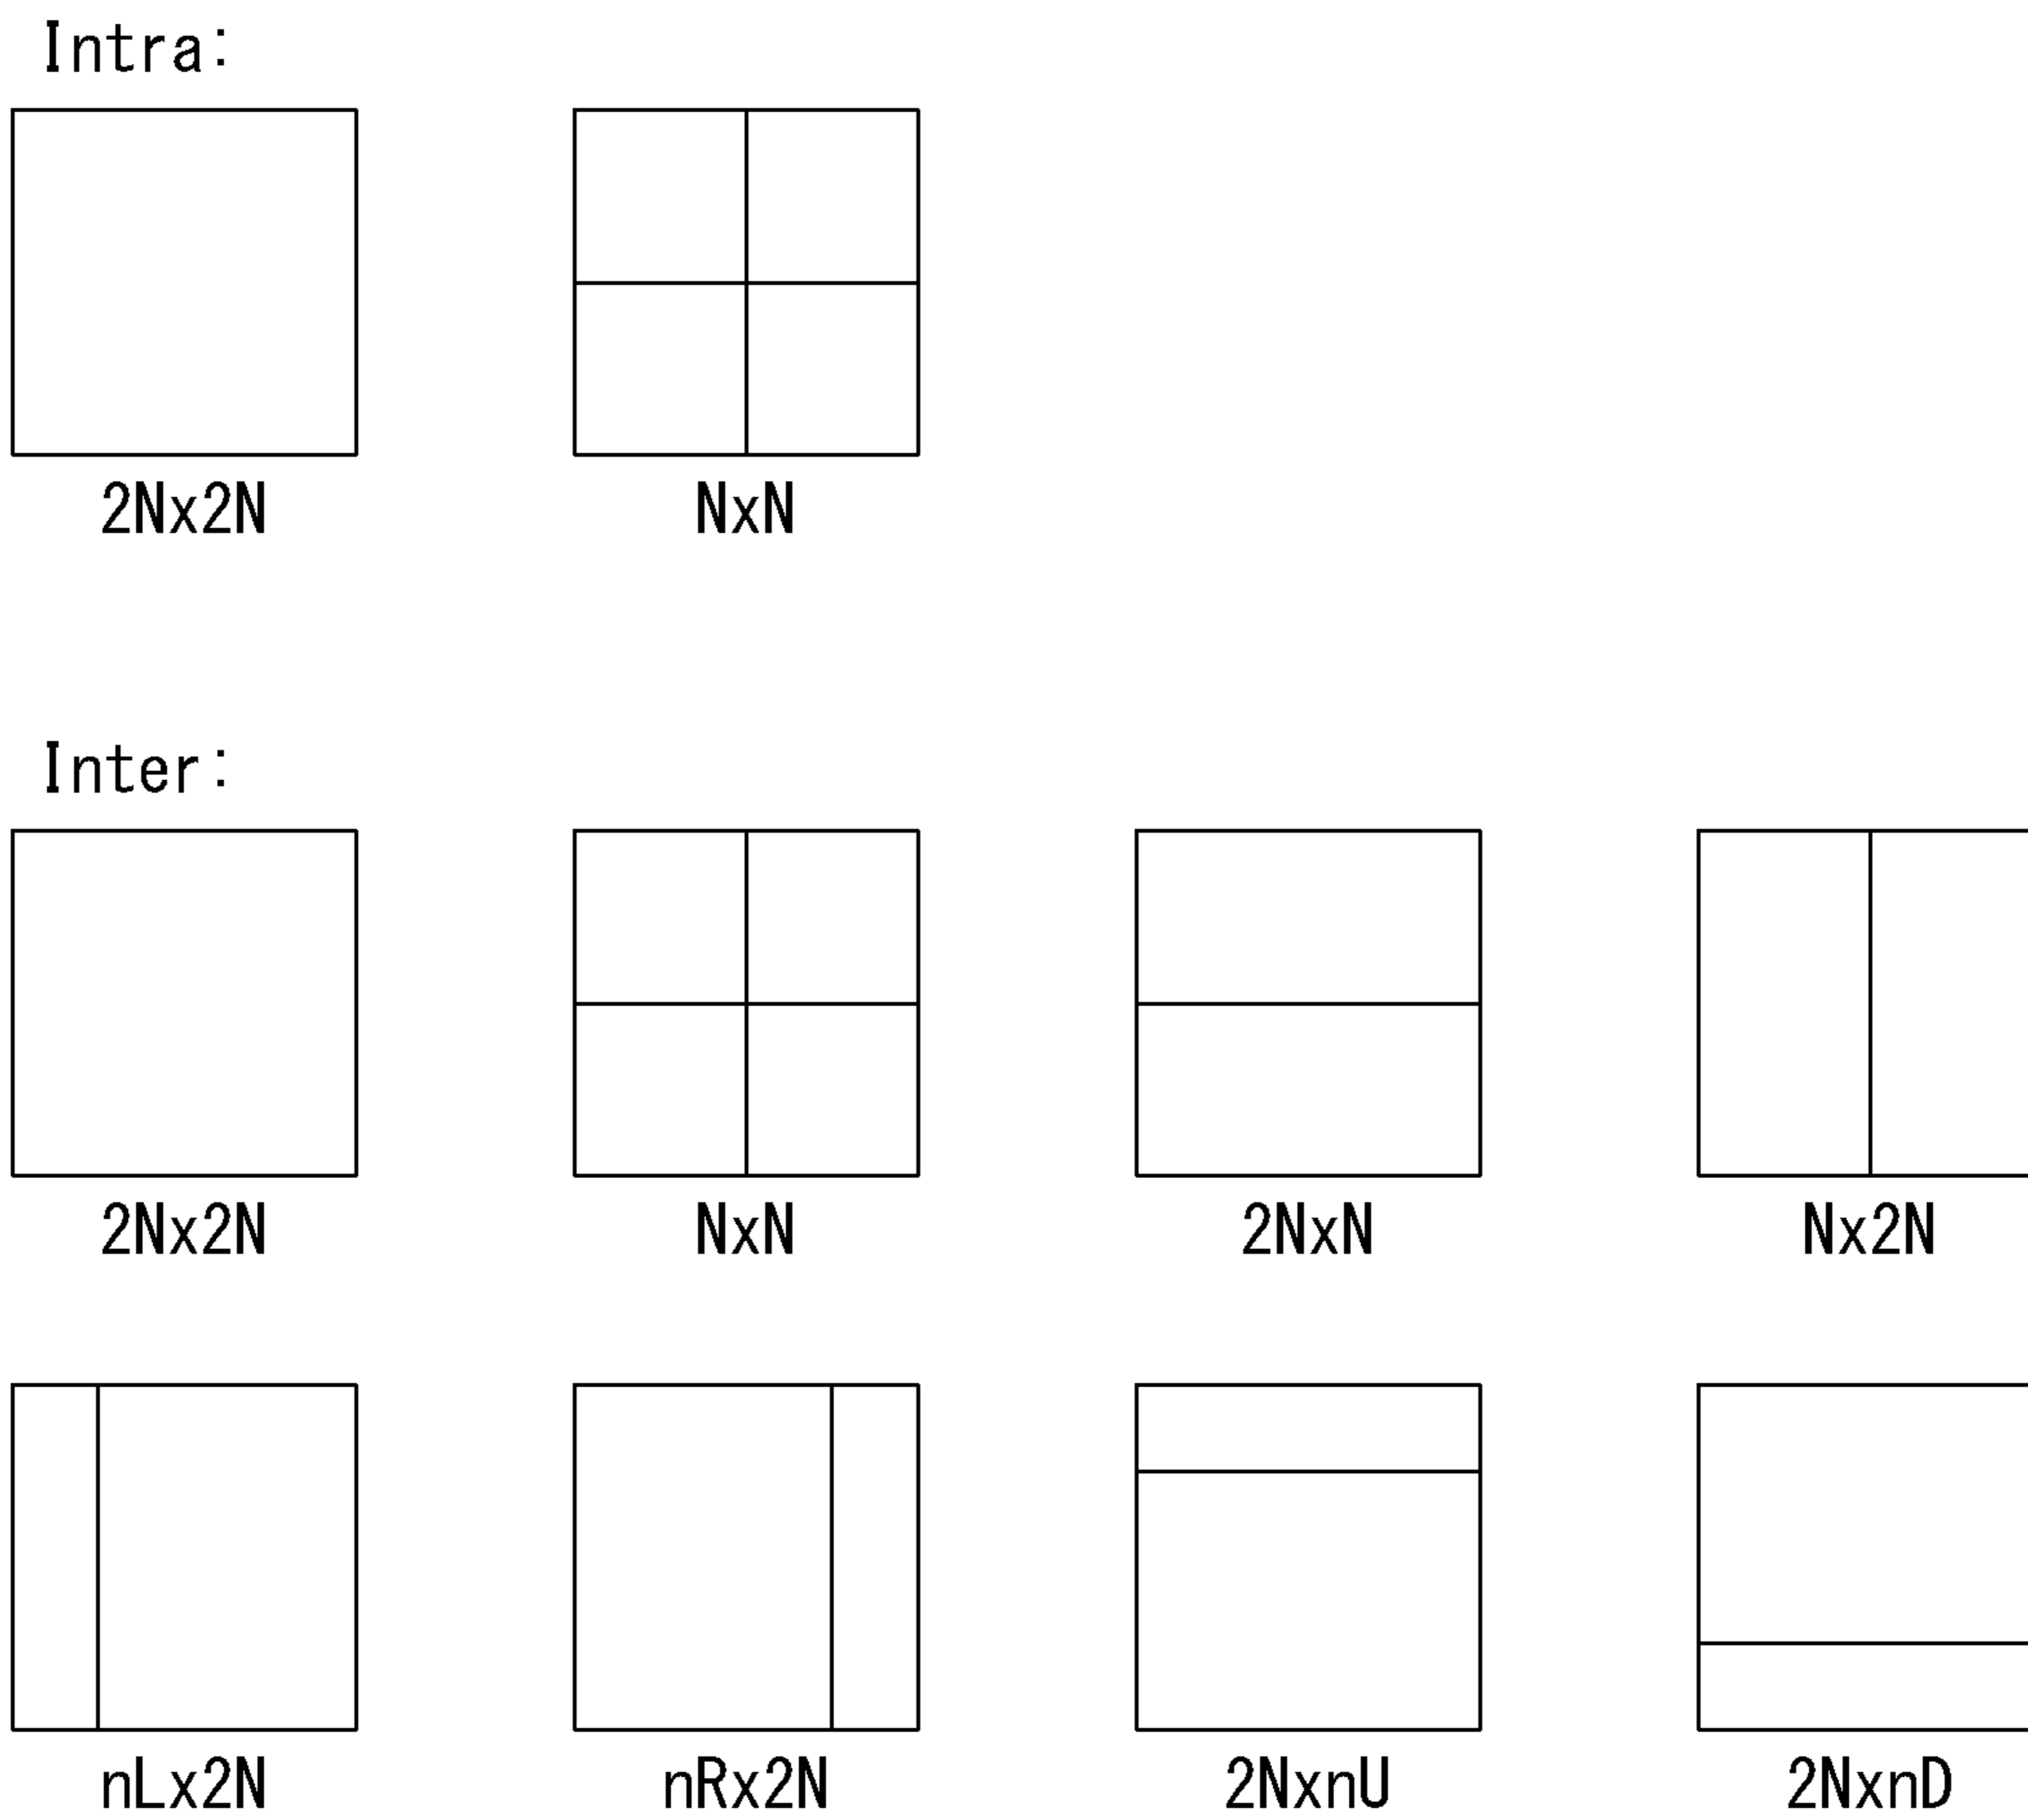 Intra:
2Nx2N NxN
Inter:
2Nx2N NxN 2NxN Nx2N
nLx2N nRx2N 2NxnU 2NxnD